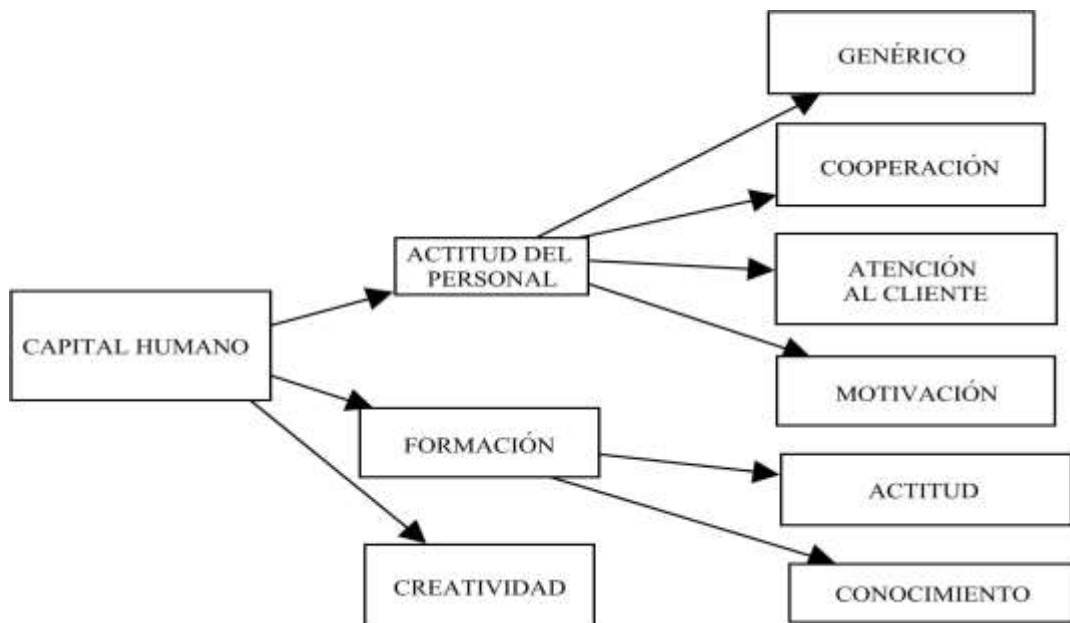 GENÉRICO
COOPERACIÓN
ACTITUD DEL
PERSONAL
ATENCIÓN
AL CLIENTE
CAPITAL HUMANO
MOTIVACIÓN
FORMACIÓN
ACTITUD
CREATIVIDAD
CONOCIMIENTO